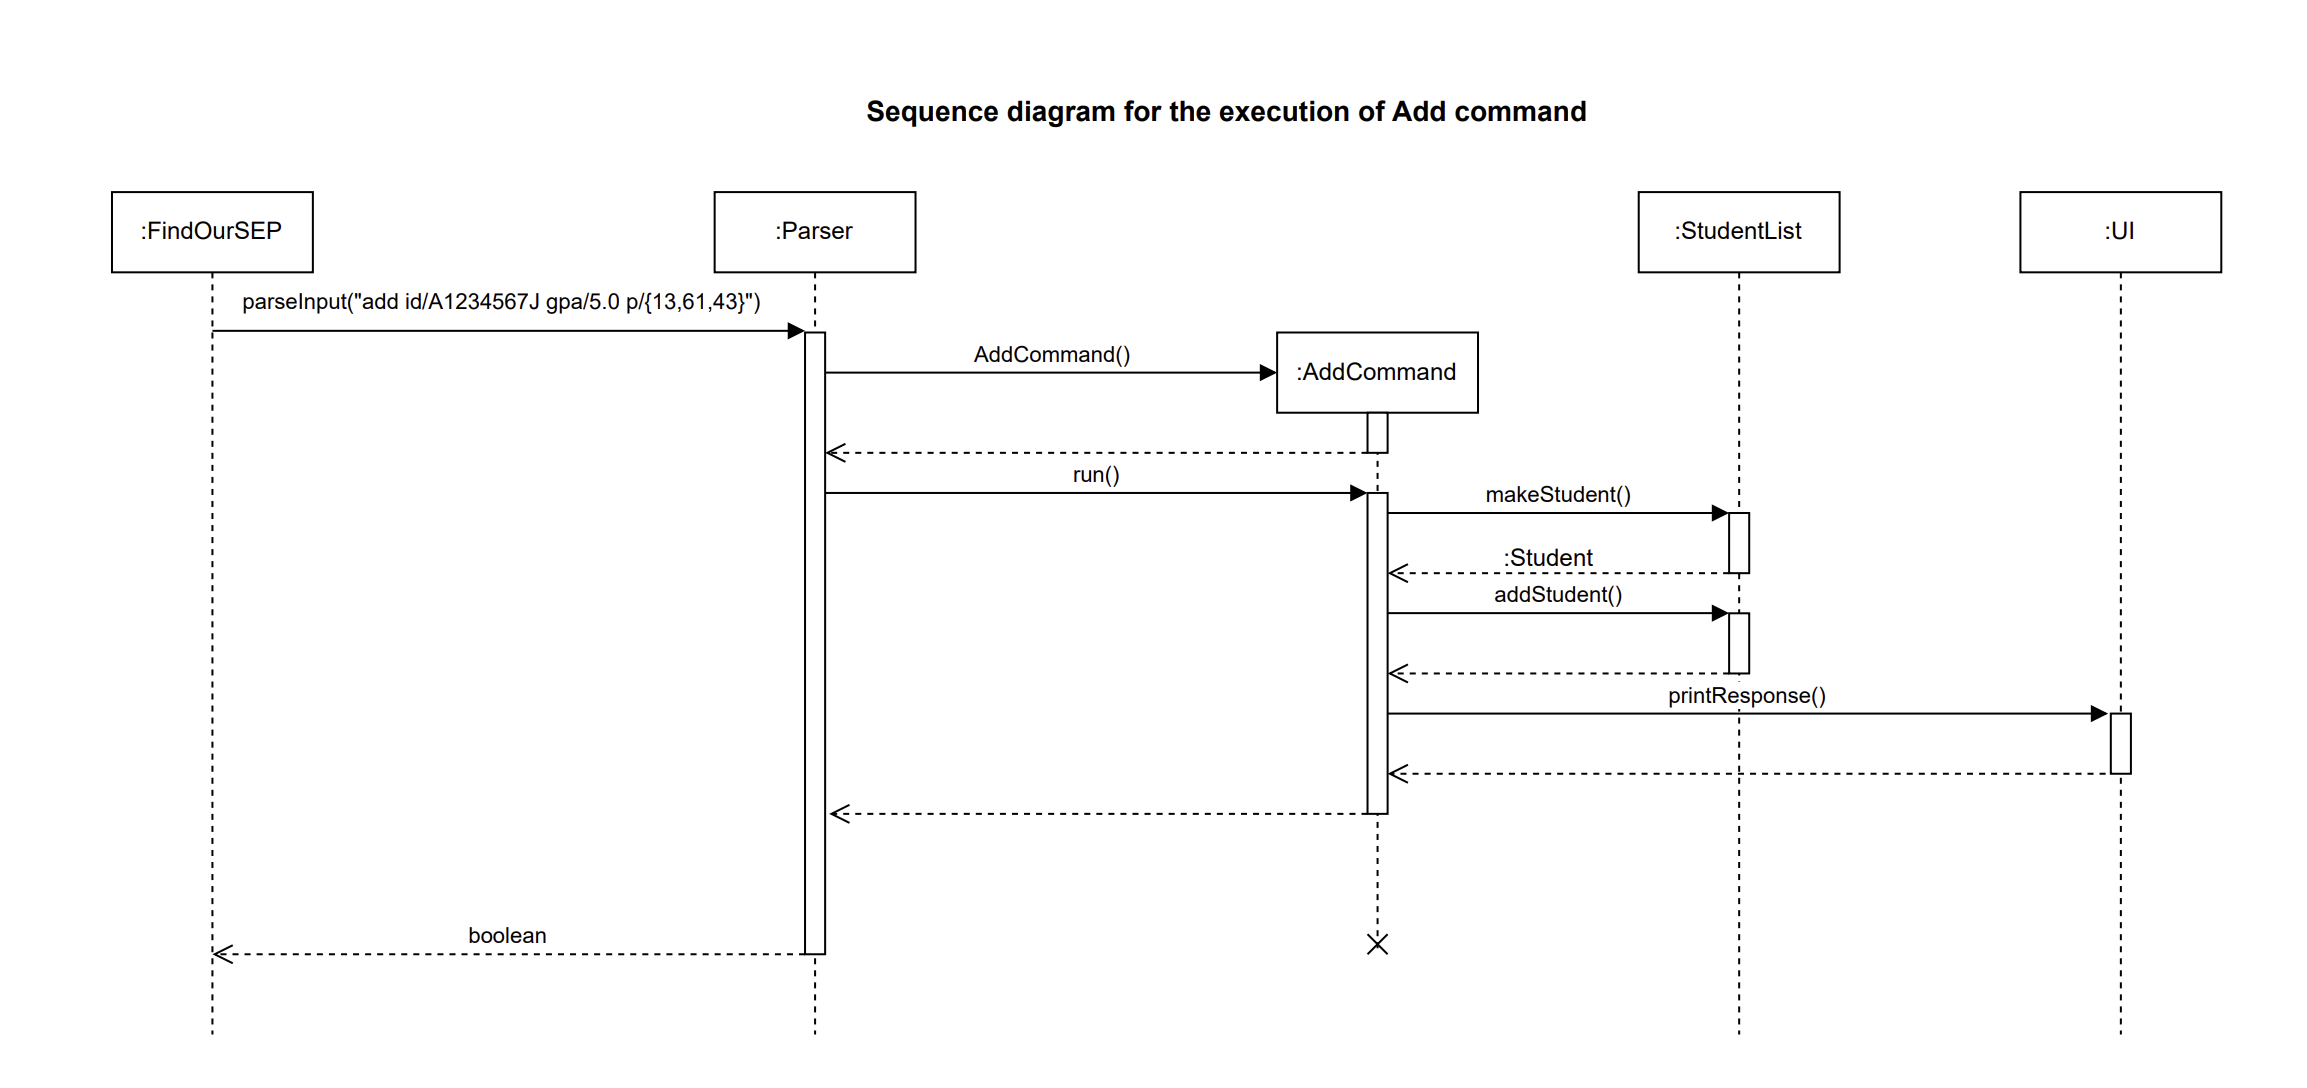 Sequence diagram for the execution of Add command
:FindOurSEP
:Parser
:StudentList
:UI
parseInput("add id/A1234567J gpa/5.0 p/{13,61,43}")
AddCommand()
:AddCommand
run()
makeStudent()
:Student
addStudent()
printResponse()
boolean